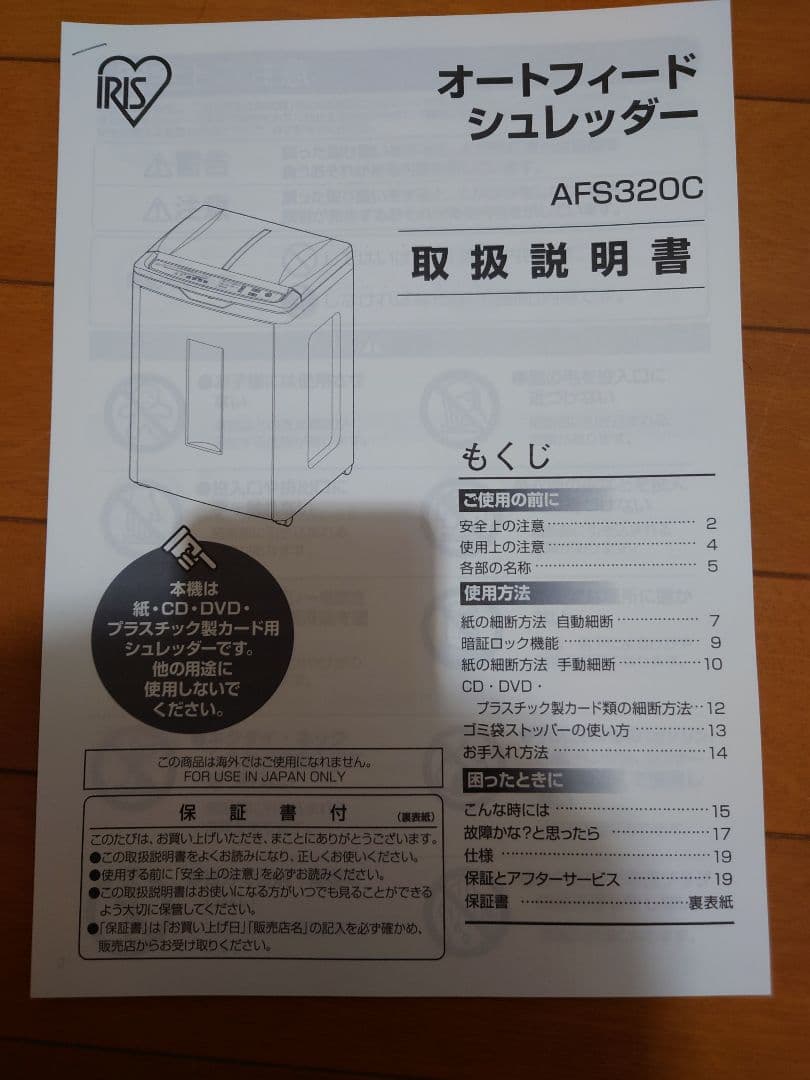 IRIS
オートフィード
シュレッダー
AFS320C
取扱説明書
本機は
紙・CD・DVD・
プラスチック製カード用
シュレッダーです。
他の用途に
使用しないで
ください。
この商品は海外ではご使用になれません。
FOR USE IN JAPAN ONLY
保証書付 (裏表紙)
このたびは、お買い上げいただき、まことにありがとうございます。
●この取扱説明書をよくお読みになり、正しくお使いください。
●使用する前に「安全上の注意」を必ずお読みください。
●この取扱説明書はお使いになる方がいつでも見ることができる
よう大切に保管してください。
●「保証書」は「お買い上げ日」「販売店名」の記入を必ず確かめ、
販売店からお受け取りください。
もくじ
ご使用の前に
安全上の注意 2
使用上の注意 4
各部の名称 5
使用方法
紙の細断方法 自動細断 7
暗証ロック機能 9
紙の細断方法 手動細断 10
CD・DVD・
プラスチック製カード類の細断方法 12
ゴミ袋ストッパーの使い方 13
お手入れ方法 14
困ったときに
こんな時には 15
故障かな?と思ったら 17
仕様 19
保証とアフターサービス 19
保証書 裏表紙